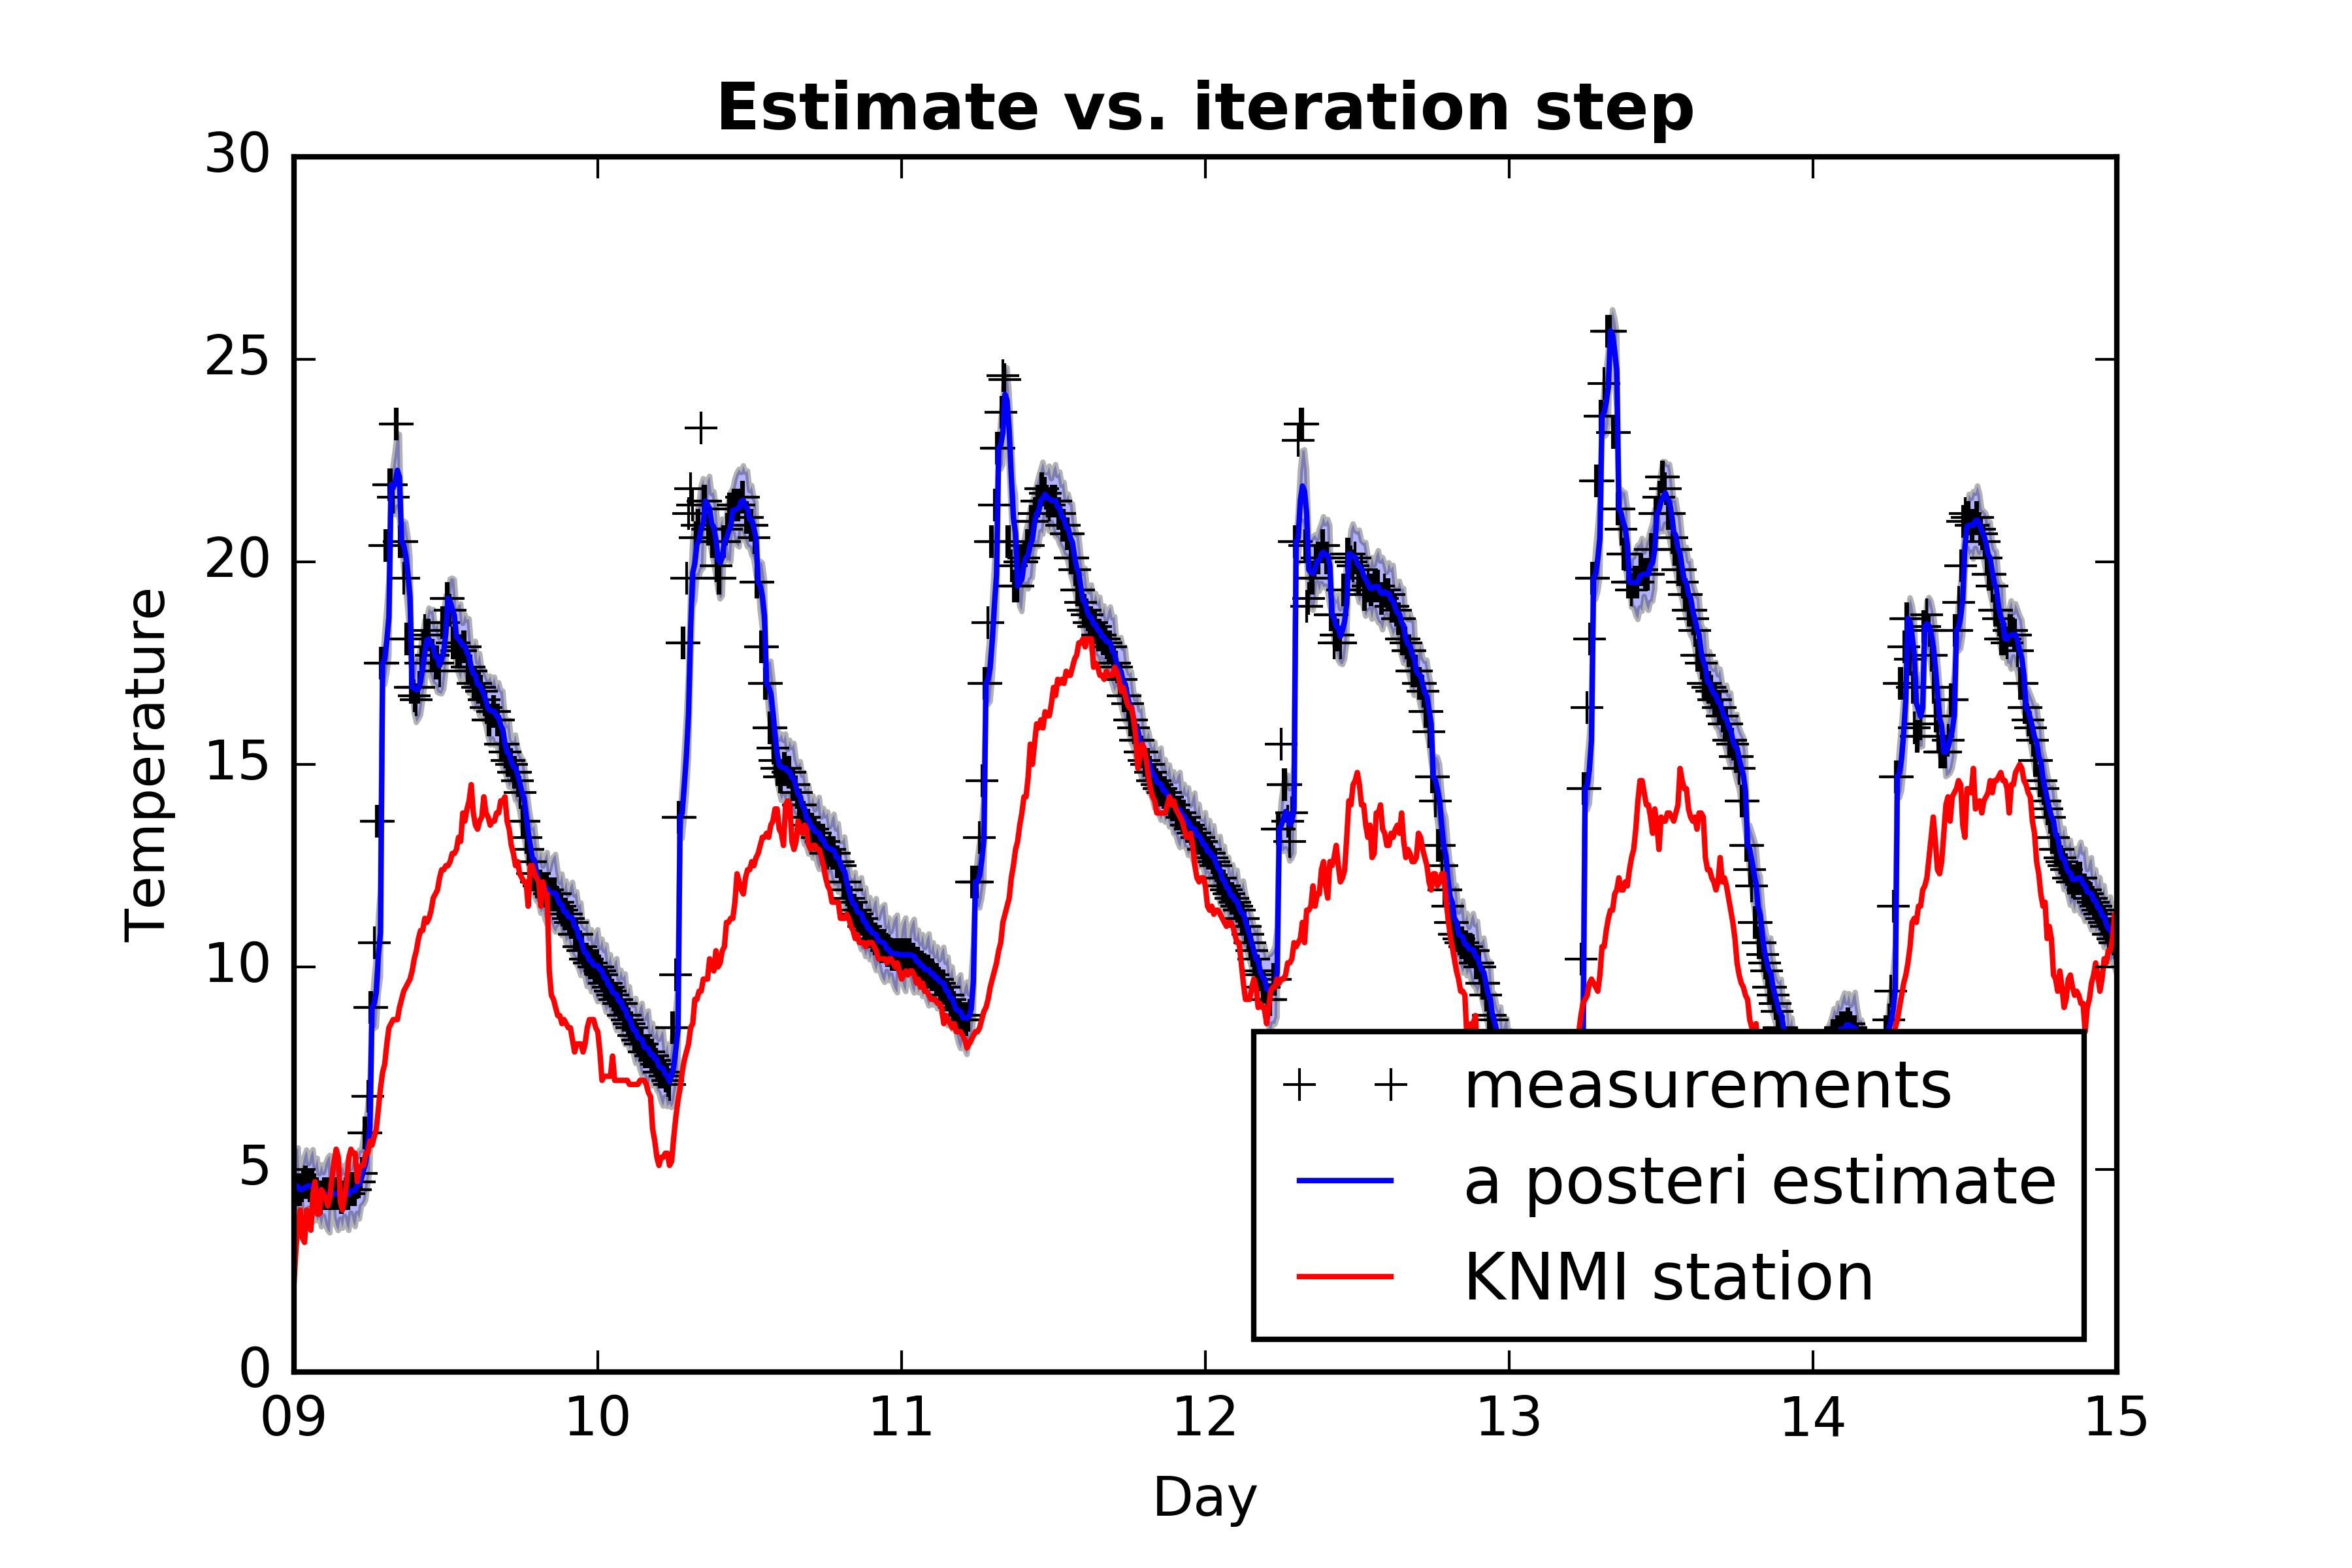 Estimate vs. iteration step
30
25
20
15
10
5
0
Temperature
measurements
a posteri estimate
KNMI station
09 10 11 12 13 14 15
Day